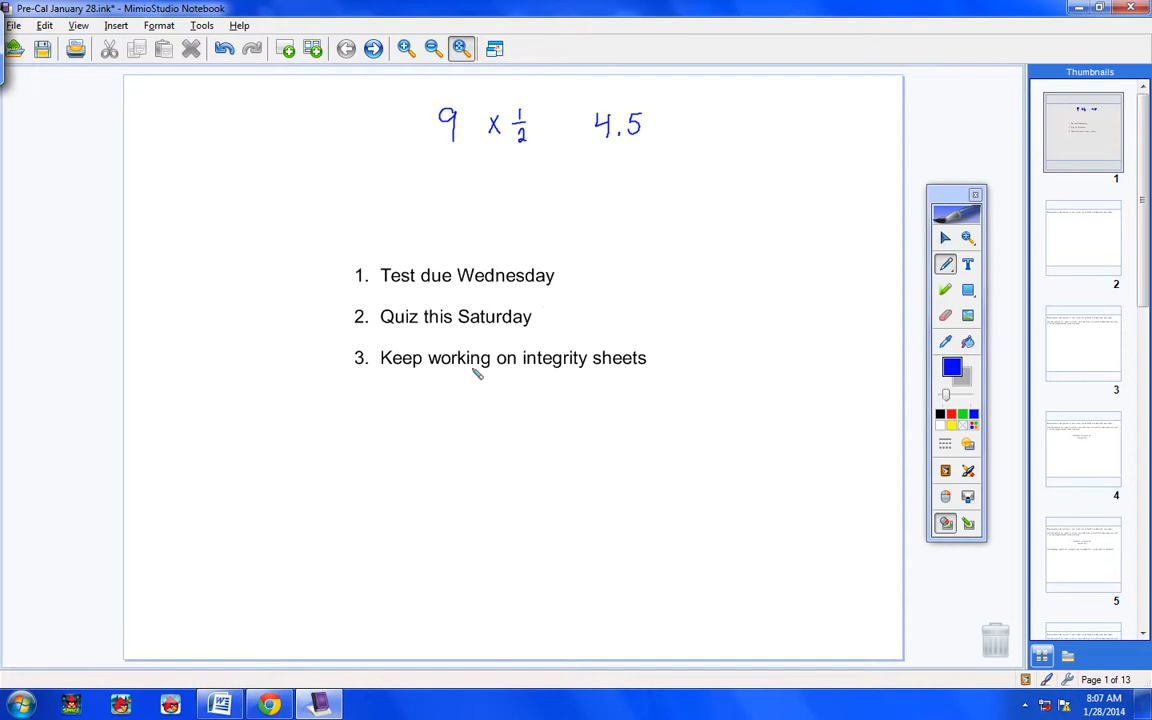 Pre-Cal January 28.ink* - MimioStudio Notebook
File Edit View Insert Format Tools Help
9 x 1/2 4.5
1. Test due Wednesday
2. Quiz this Saturday
3. Keep working on integrity sheets
Thumbnails
1
2
3
4
5
Page 1 of 13
8:07 AM
1/28/2014